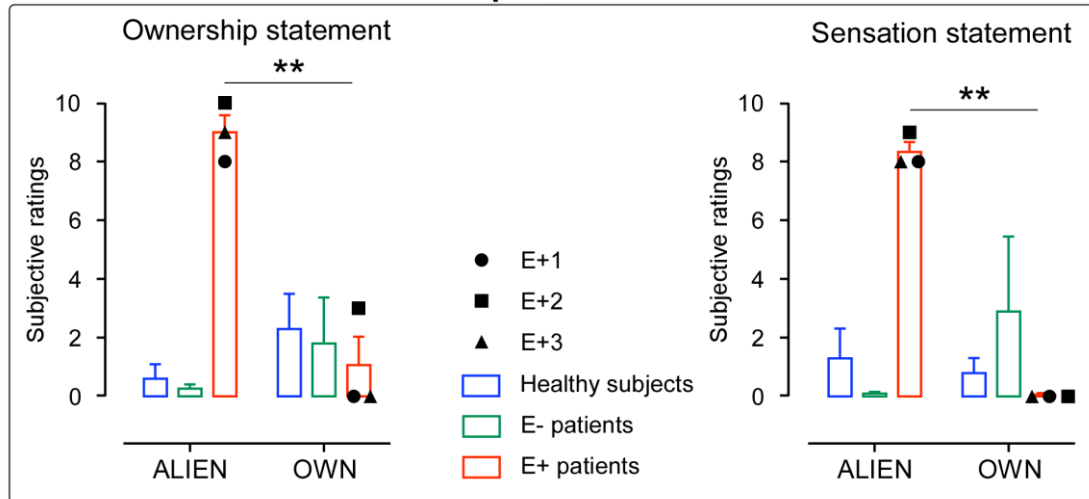 Ownership statement
**
Subjective ratings
10
8
6
4
2
0
ALIEN
OWN
E+1
E+2
E+3
Healthy subjects
E- patients
E+ patients
Sensation statement
**
Subjective ratings
10
8
6
4
2
0
ALIEN
OWN